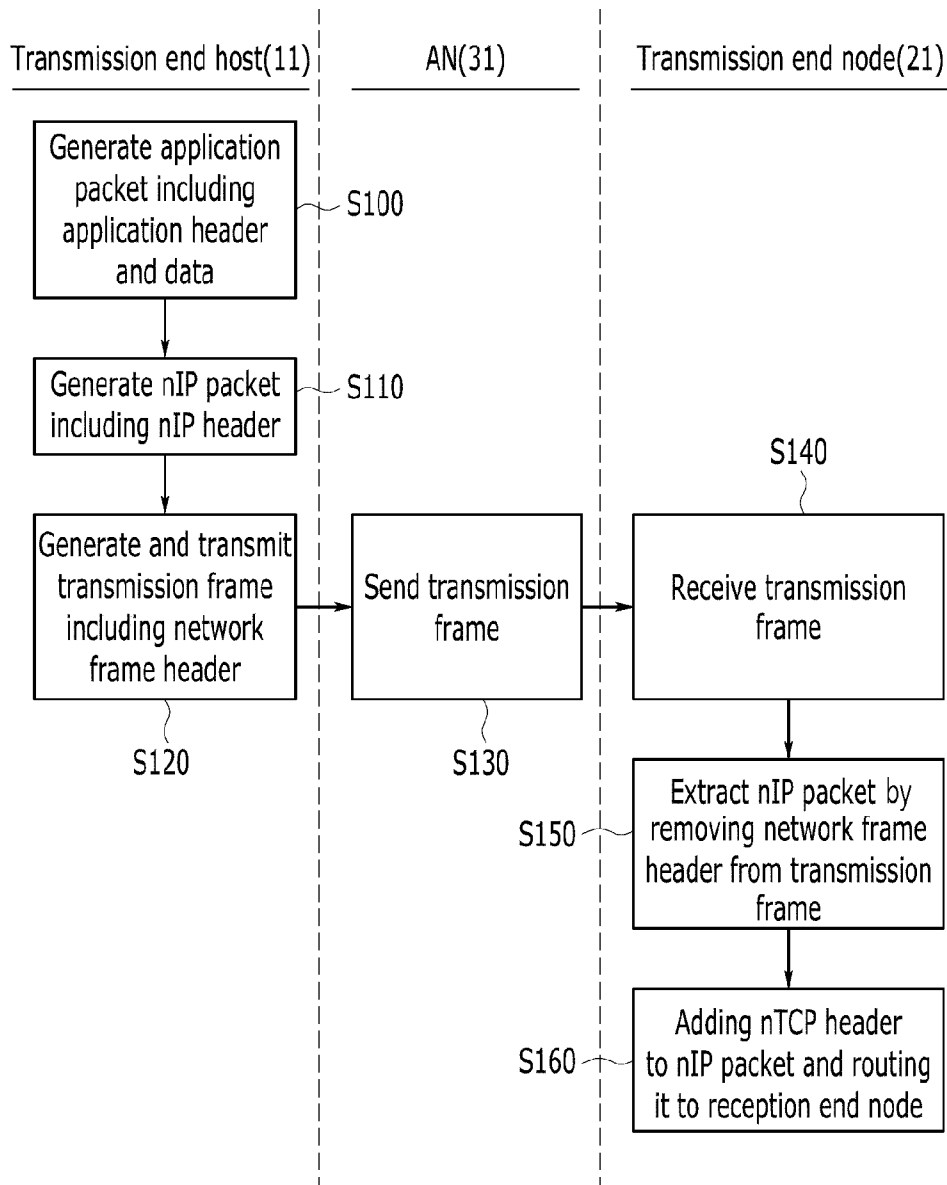 Transmission end host(11)
AN(31)
Transmission end node(21)
Generate application
packet including
application header
and data
S100
Generate nIP packet
including nIP header
S110
Generate and transmit
transmission frame
including network
frame header
S120
Send transmission
frame
S130
S140
Receive transmission
frame
S150
Extract nIP packet by
removing network frame
header from transmission
frame
S160
Adding nTCP header
to nIP packet and routing
it to reception end node